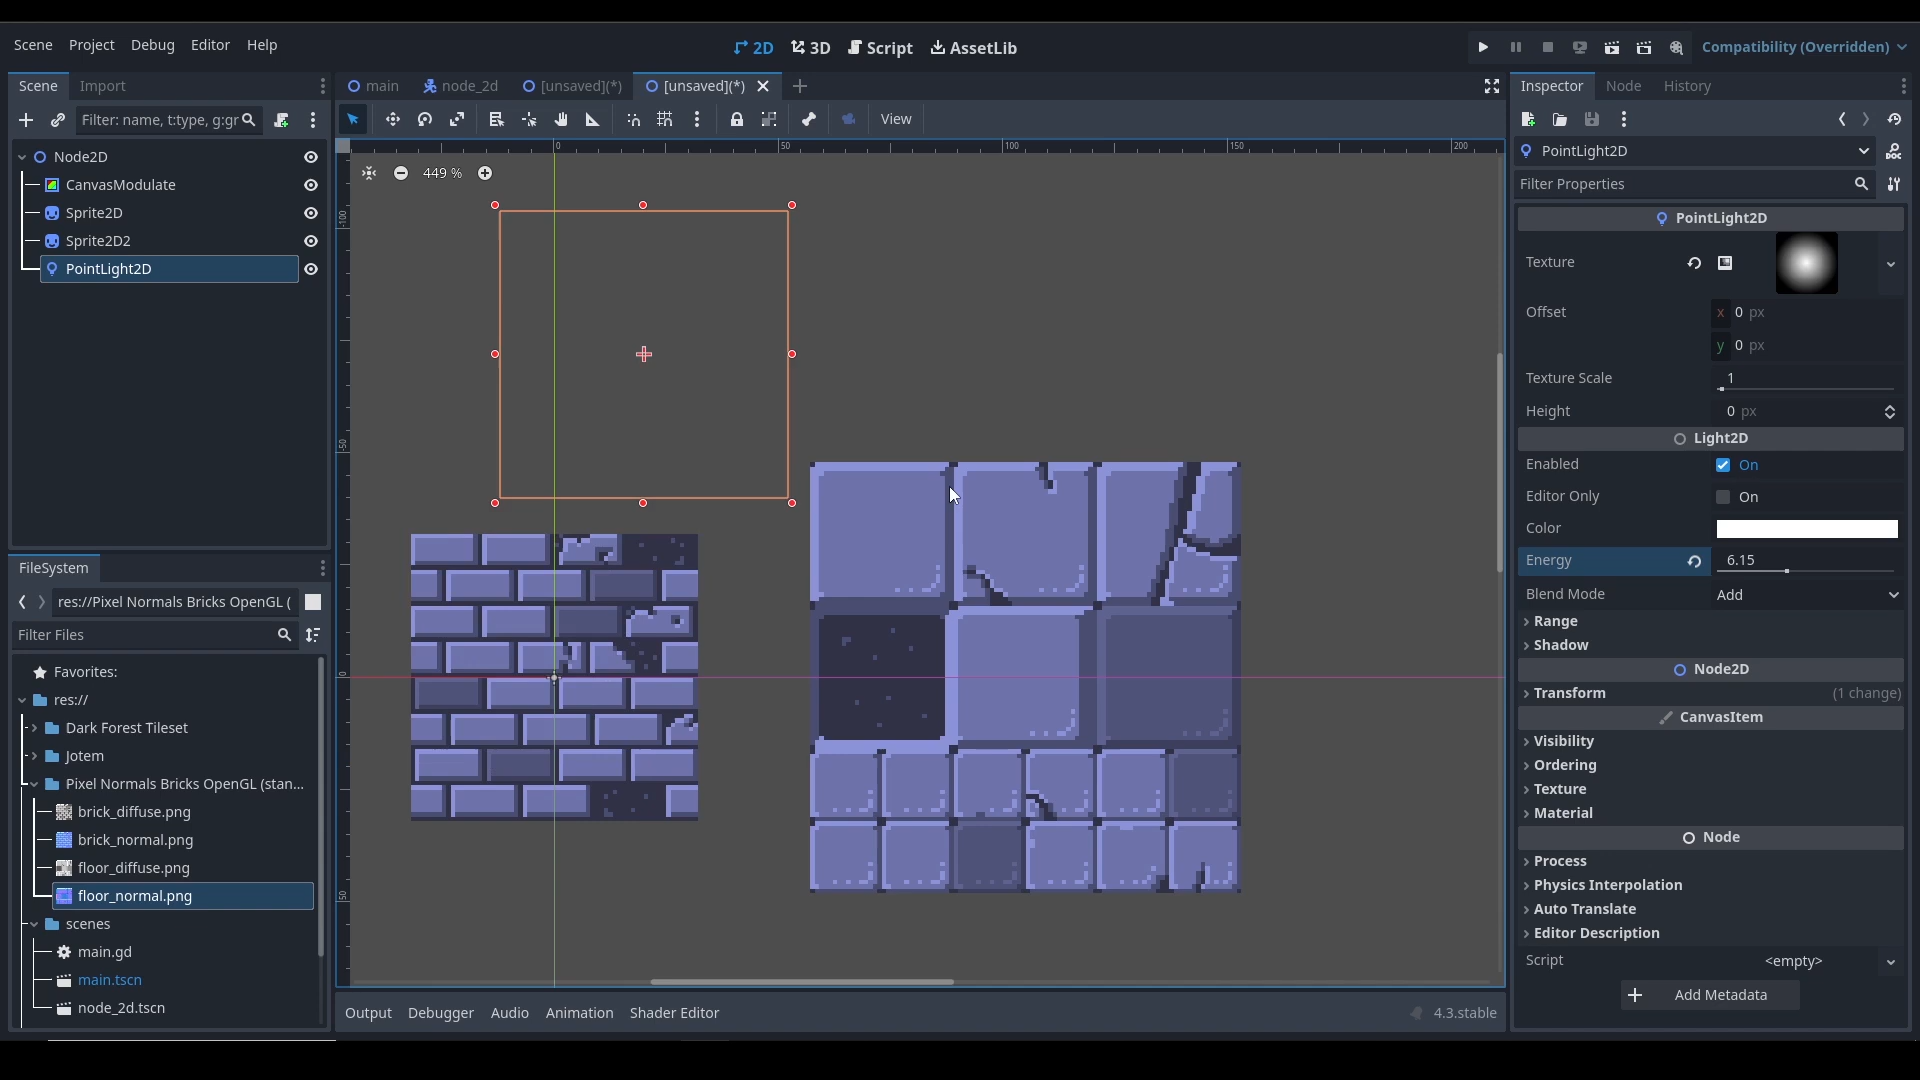 Scene Project Debug Editor Help
2D 3D Script AssetLib
Compatibility (Overridden)
Scene Import
main node_2d [unsaved](*) [unsaved](*)
Inspector Node History
Filter: name, t:type, g:gr
View
PointLight2D
Filter Properties
Node2D
CanvasModulate
Sprite2D
Sprite2D2
PointLight2D
0 50 100 150 200
449 %
-100
-50
0
50
PointLight2D
Texture
Offset x 0 px
y 0 px
Texture Scale 1
Height 0 px
Light2D
Enabled On
Editor Only On
Color
Energy 6.15
Blend Mode Add
Range
Shadow
Node2D
Transform (1 change)
CanvasItem
Visibility
Ordering
Texture
Material
Node
Process
Physics Interpolation
Auto Translate
Editor Description
Script <empty>
Add Metadata
FileSystem
res://Pixel Normals Bricks OpenGL (
Filter Files
Favorites:
res://
Dark Forest Tileset
Jotem
Pixel Normals Bricks OpenGL (stan...
brick_diffuse.png
brick_normal.png
floor_diffuse.png
floor_normal.png
scenes
main.gd
main.tscn
node_2d.tscn
Output Debugger Audio Animation Shader Editor
4.3.stable